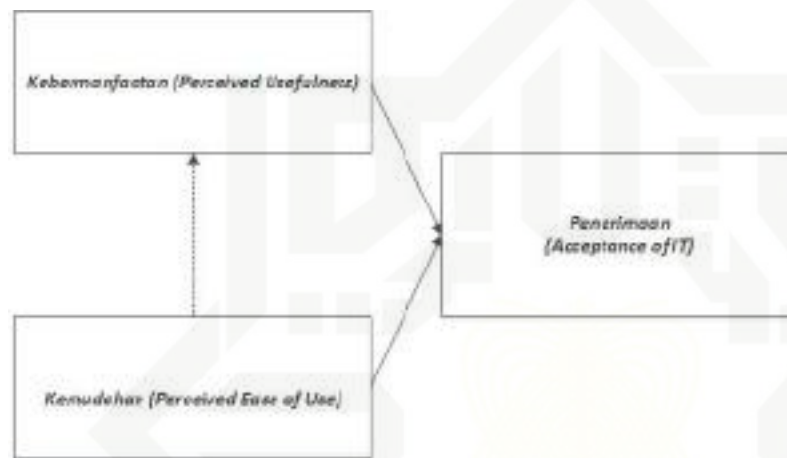 Kebermanfaatan (Perceived Usefulness)
Penerimaan
(Acceptance of IT)
Kemudahan (Perceived Ease of Use)